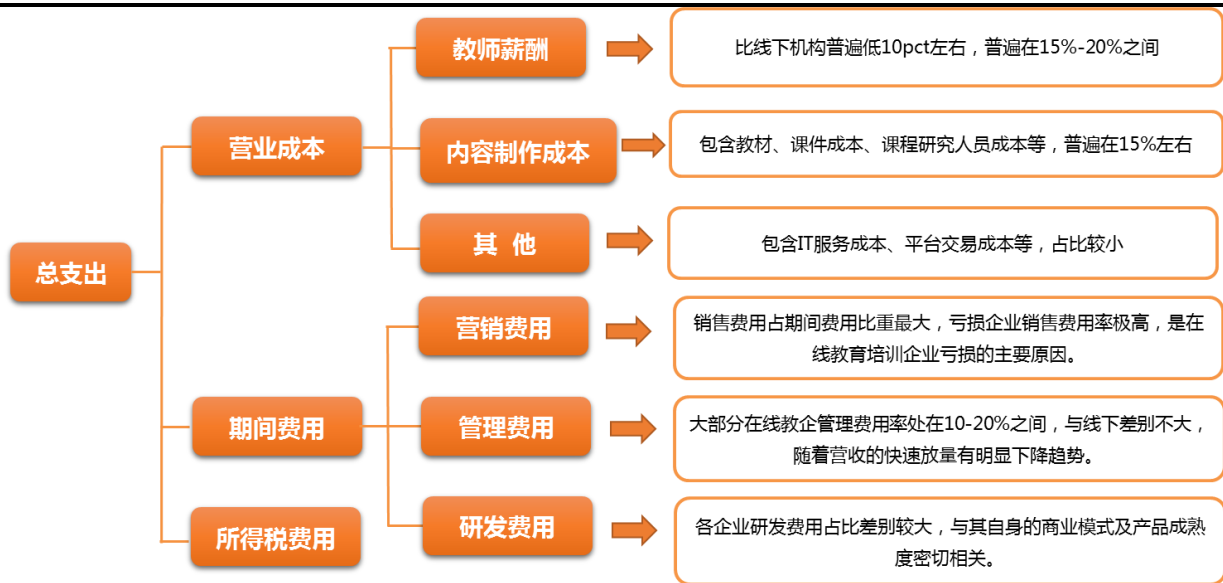 教师薪酬
比线下机构普遍低10pct左右，普遍在15%-20%之间
营业成本
内容制作成本
包含教材、课件成本、课程研究人员成本等，普遍在15%左右
其 他
包含IT服务成本、平台交易成本等，占比较小
总支出
营销费用
销售费用占期间费用比重最大，亏损企业销售费用率极高，是在
线教育培训企业亏损的主要原因。
期间费用
管理费用
大部分在线教企管理费用率处在10-20%之间，与线下差别不大，
随着营收的快速放量有明显下降趋势。
所得税费用
研发费用
各企业研发费用占比差别较大，与其自身的商业模式及产品成熟
度密切相关。